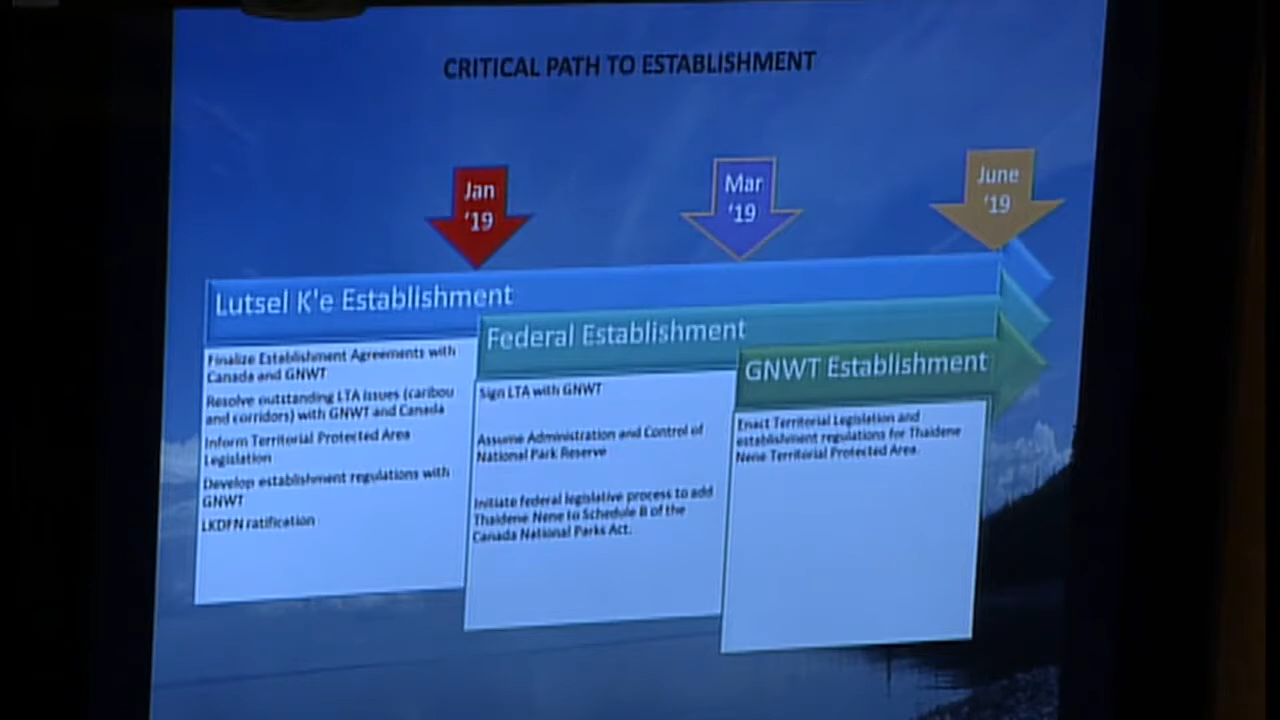 CRITICAL PATH TO ESTABLISHMENT
Jan
'19
Mar
'19
June
'19
Lutsel K'e Establishment
Finalize Establishment Agreements with
Canada and GNWT
Resolve outstanding LTA Issues (caribou
and corridors) with GNWT and Canada
Inform Territorial Protected Area
Legislation
Develop establishment regulations with
GNWT
LKDFN ratification
Federal Establishment
Sign LTA with GNWT
Assume Administration and Control of
National Park Reserve
Initiate federal legislative process to add
Thaidene Nene to Schedule B of the
Canada National Parks Act.
GNWT Establishment
Enact Territorial Legislation and
establishment regulations for Thaidene
Nene Territorial Protected Area.